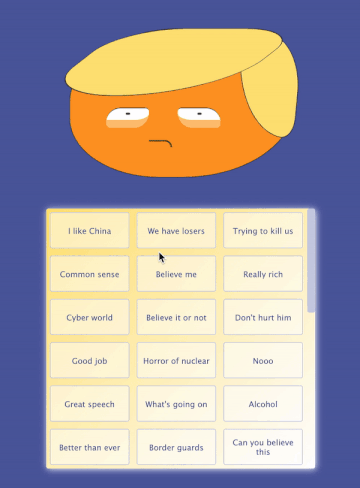 I like China
We have losers
Trying to kill us
Common sense
Believe me
Really rich
Cyber world
Believe it or not
Don't hurt him
Good job
Horror of nuclear
Nooo
Great speech
What's going on
Alcohol
Better than ever
Border guards
Can you believe
this